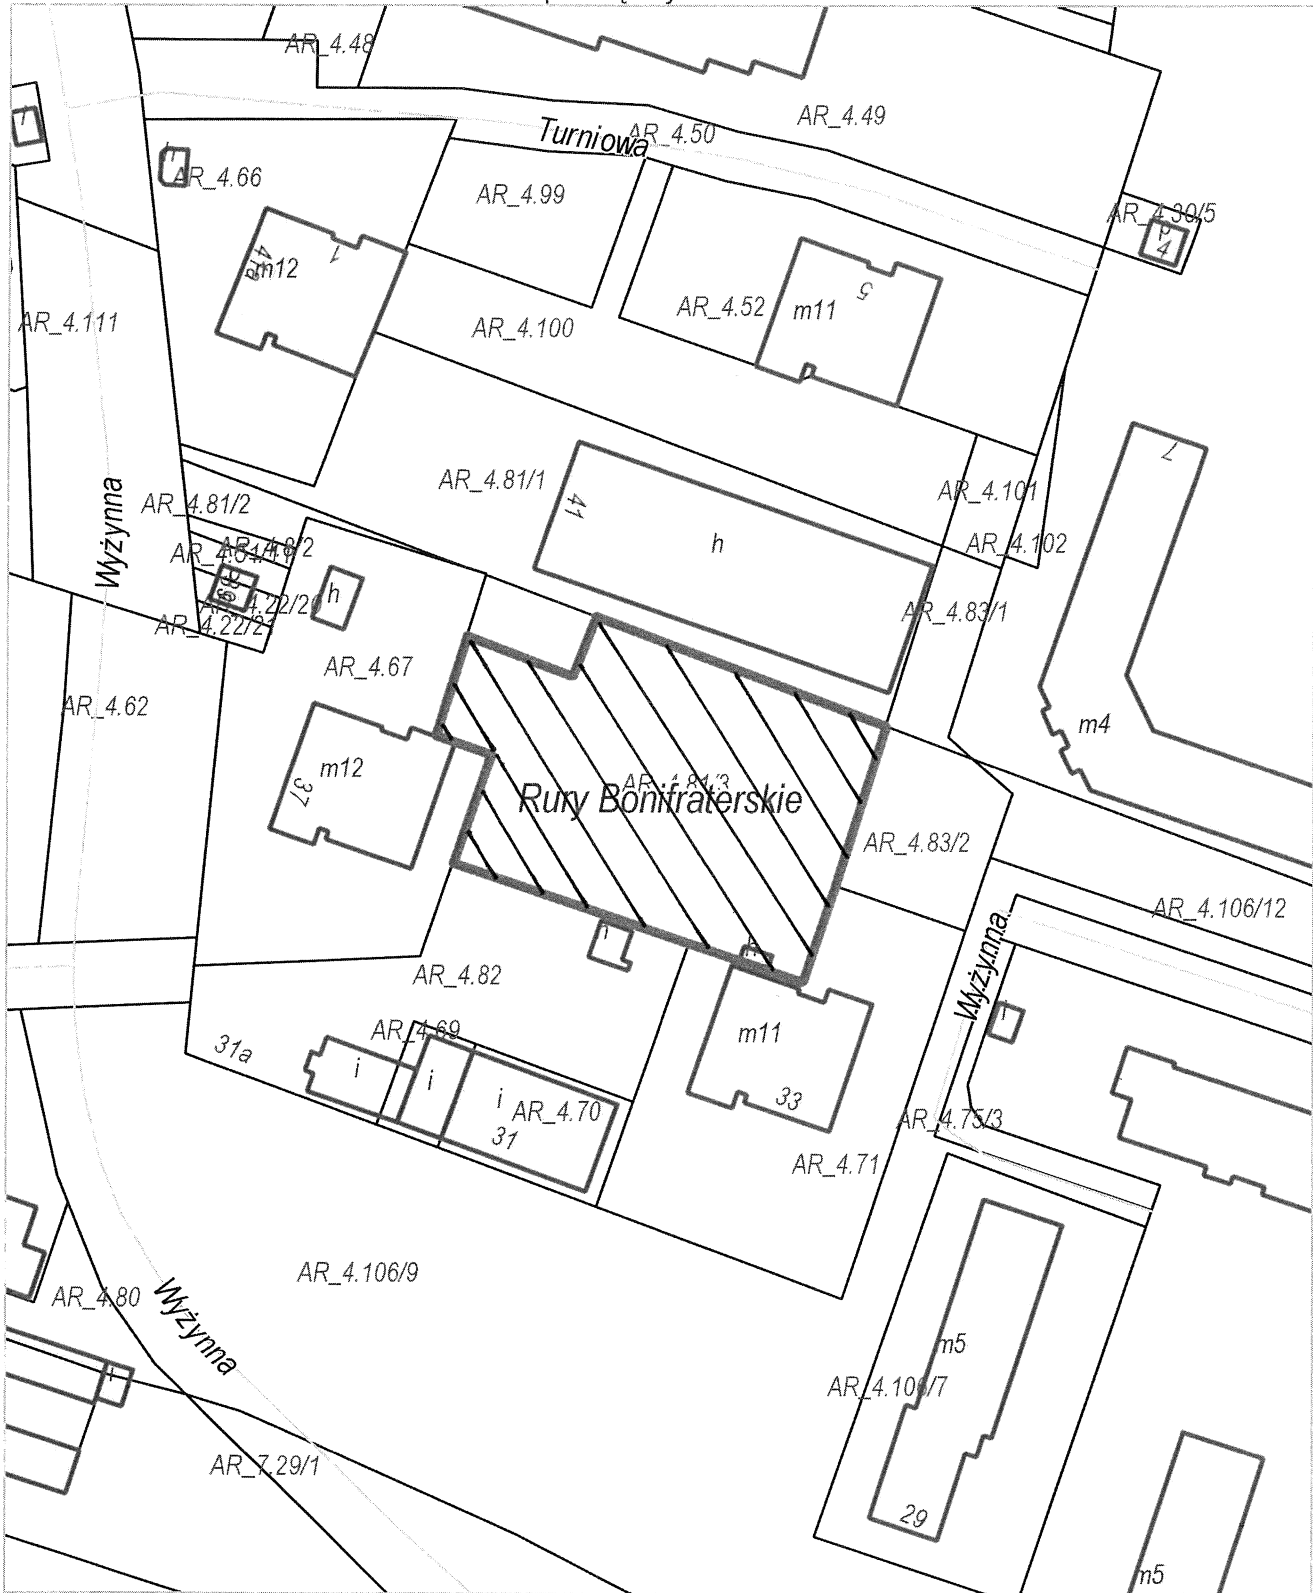 AR_4.48
AR_4.49
Turniowa
AR_4.50
i
AR_4.66
AR_4.99
AR_4.30/5
4
1
41a
m12
AR_4.52
m11
5
AR_4.111
AR_4.100
7
AR_4.81/1
41
AR_4.101
Wyżynna
AR_4.81/2
h
AR_4.102
h
AR_4.83/1
AR_4.22/21
AR_4.67
AR_4.62
m4
m12
37
AR_4.81/3
Rury Bonifraterskie
AR_4.83/2
AR_4.106/12
Wyżynna
i
AR_4.82
i
AR_4.69
31a
m11
i
i
i
AR_4.70
33
31
AR_4.75/3
AR_4.71
AR_4.106/9
AR_4.80
Wyżynna
m5
AR_4.106/7
AR_7.29/1
29
m5